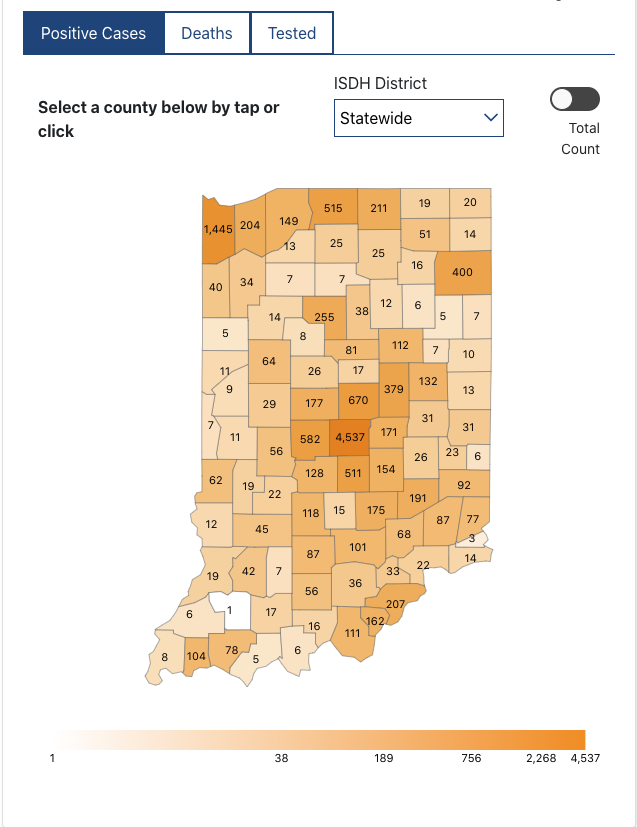 Positive Cases Deaths Tested
ISDH District
Select a county below by tap or
click
Statewide
Total
Count
515 211 19 20
1,445 204 149
51 14
13 25 25
16 400
40 34 7 7
38 12 6
14 255 5 7
5 8
81 112 7 10
64
11 26 17
9 379 132 13
29 177 670
7 11 31 31
582 4,537 171
56 26 23 6
128 511 154
62 19 22 92
191
118 15 175
12 45 87 77
68
3
87 101
14
19 42 7 33 22
56 36
6 1 17 207
16 162
111
8 104 78 5 6
1 38 189 756 2,268 4,537